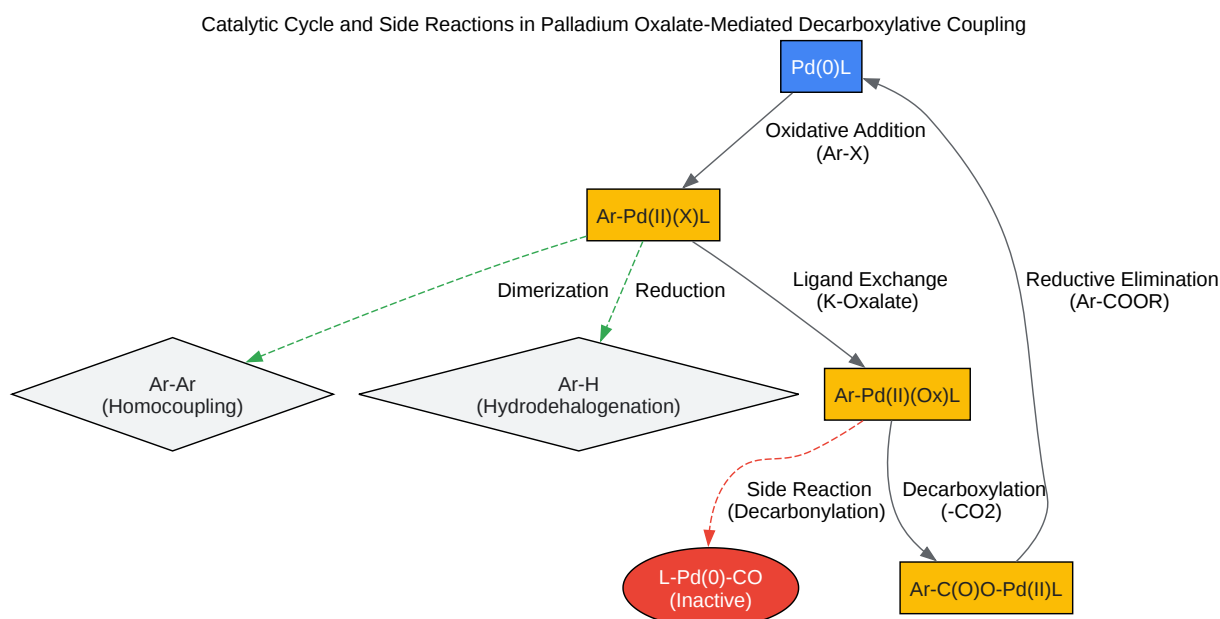 Catalytic Cycle and Side Reactions in Palladium Oxalate-Mediated Decarboxylative Coupling
Pd(0)L
Oxidative Addition
(Ar-X)
Ar-Pd(II)(X)L
Dimerization
Reduction
Ligand Exchange
(K-Oxalate)
Reductive Elimination
(Ar-COOR)
Ar-Ar
(Homocoupling)
Ar-H
(Hydrodehalogenation)
Ar-Pd(II)(Ox)L
Side Reaction
(Decarbonylation)
Decarboxylation
(-CO2)
L-Pd(0)-CO
(Inactive)
Ar-C(O)O-Pd(II)L